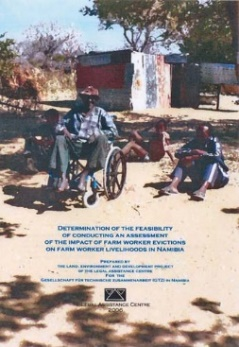 DETERMINATION OF THE FEASIBILITY
OF CONDUCTING AN ASSESSMENT
OF THE IMPACT OF FARM WORKER EVICTIONS
ON FARM WORKER LIVELIHOODS IN NAMIBIA
PREPARED BY
THE LAND, ENVIRONMENT AND DEVELOPMENT PROJECT
OF THE LEGAL ASSISTANCE CENTRE
FOR THE
GESELLSCHAFT FÜR TECHNISCHE ZUSAMMENARBEIT (GTZ) IN NAMIBIA
LEGAL ASSISTANCE CENTRE
2006